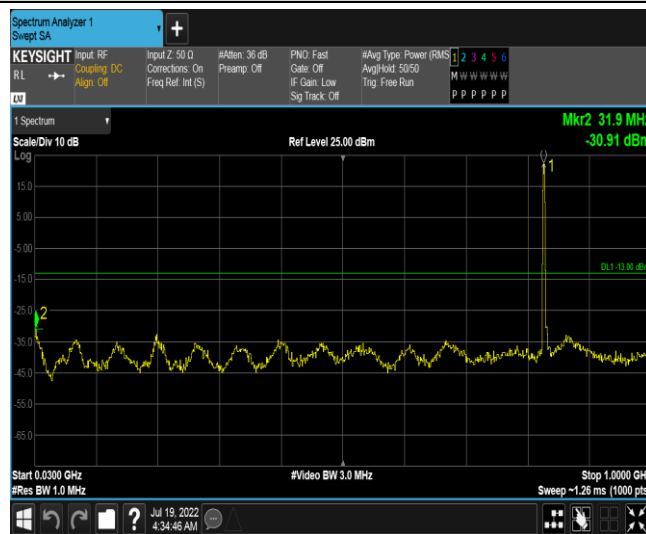 Spectrum Analyzer 1
Swept SA
KEYSIGHT
RL
Input: RF
Coupling: DC
Align: Off
Input Z: 50 Ω
Corrections: On
Freq Ref: Int (S)
#Atten: 36 dB
Preamp: Off
PNO: Fast
Gate: Off
IF Gain: Low
Sig Track: Off
#Avg Type: Power (RMS
Avg|Hold: 50/50
Trig: Free Run
1 2 3 4 5 6
M W W W W W
P P P P P P
1 Spectrum
Mkr2 31.9 MHz
Scale/Div 10 dB
Ref Level 25.00 dBm
-30.91 dBm
Log
15.0
5.00
-5.00
-15.0
-25.0
-35.0
-45.0
-55.0
-65.0
1
2
DL1 -13.00 dBm
Start 0.0300 GHz
#Video BW 3.0 MHz
Stop 1.0000 GH
#Res BW 1.0 MHz
Sweep ~1.26 ms (1000 pts
?
Jul 19, 2022
4:34:46 AM